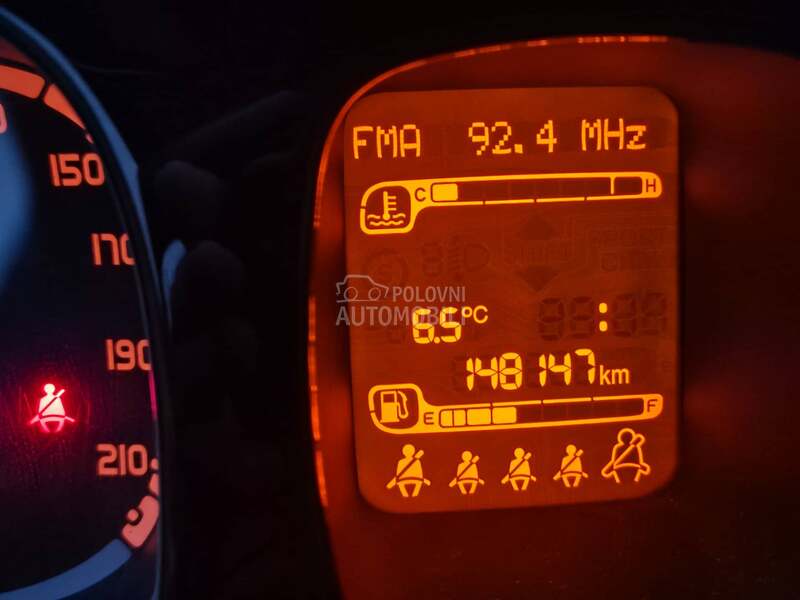 FMA 92.4 MHz
C H
150
170
POLOVNI
AUTOMOBILI
6.5°C :
190
148147km
E F
210